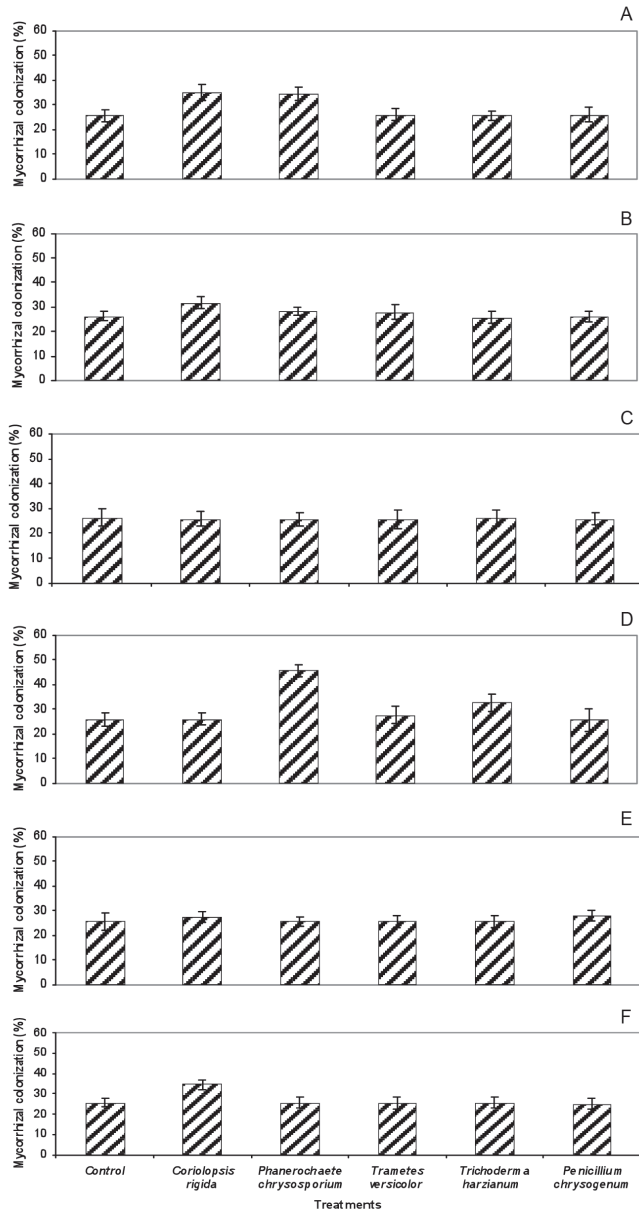 A
Mycorrhizal colonization (%)
60
50
40
30
20
10
0
B
Mycorrhizal colonization (%)
60
50
40
30
20
10
0
C
Mycorrhizal colonization (%)
60
50
40
30
20
10
0
D
Mycorrhizal colonization (%)
60
50
40
30
20
10
0
E
Mycorrhizal colonization (%)
60
50
40
30
20
10
0
F
Mycorrhizal colonization (%)
60
50
40
30
20
10
0
Control
Coriolopsis
rigida
Phanerochaete
chrysosporium
Trametes
versicolor
Trichoderma
harzianum
Penicillium
chrysogenum
Treatments